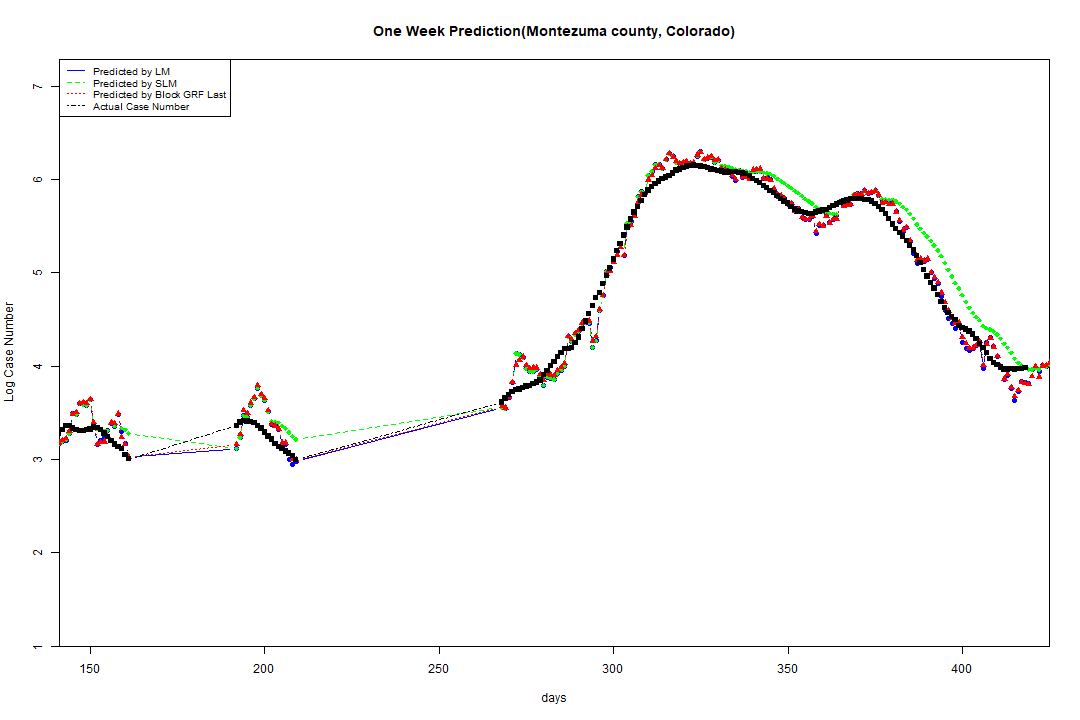 One Week Prediction(Montezuma county, Colorado)
Predicted by LM
Predicted by SLM
Predicted by Block GRF Last
Actual Case Number
7
6
5
4
3
2
1
Log Case Number
150 200 250 300 350 400
days